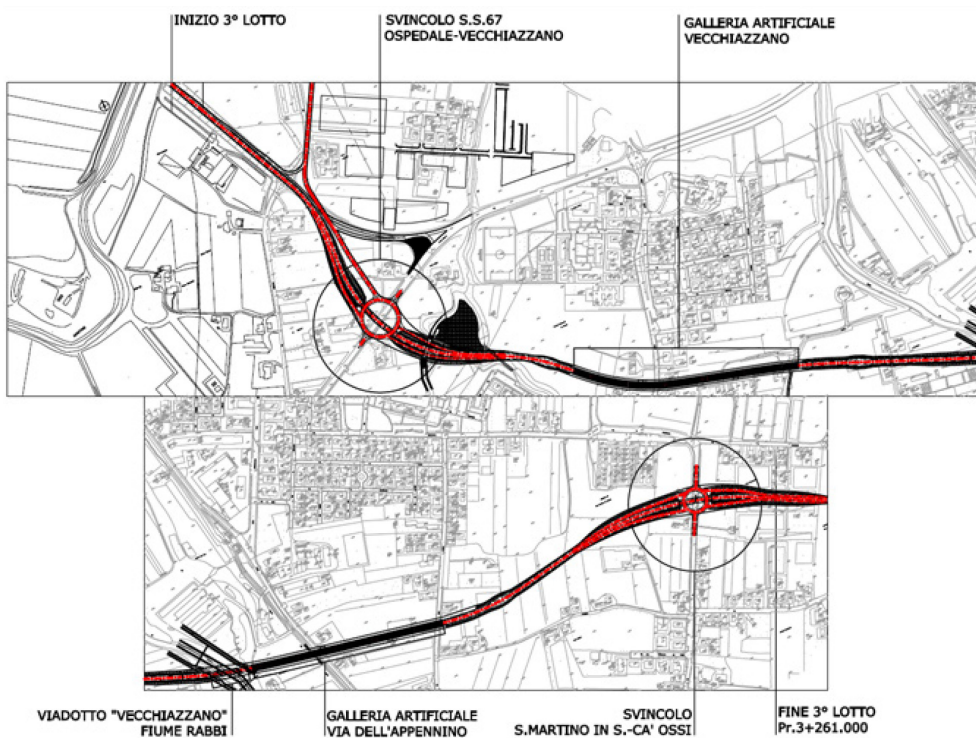 INIZIO 3° LOTTO
SVINCOLO S.S.67
OSPEDALE-VECCHIAZZANO
GALLERIA ARTIFICIALE
VECCHIAZZANO
VIADOTTO "VECCHIAZZANO"
FIUME RABBI
GALLERIA ARTIFICIALE
VIA DELL'APPENNINO
SVINCOLO
S.MARTINO IN S.-CA' OSSI
FINE 3° LOTTO
Pr.3+261.000